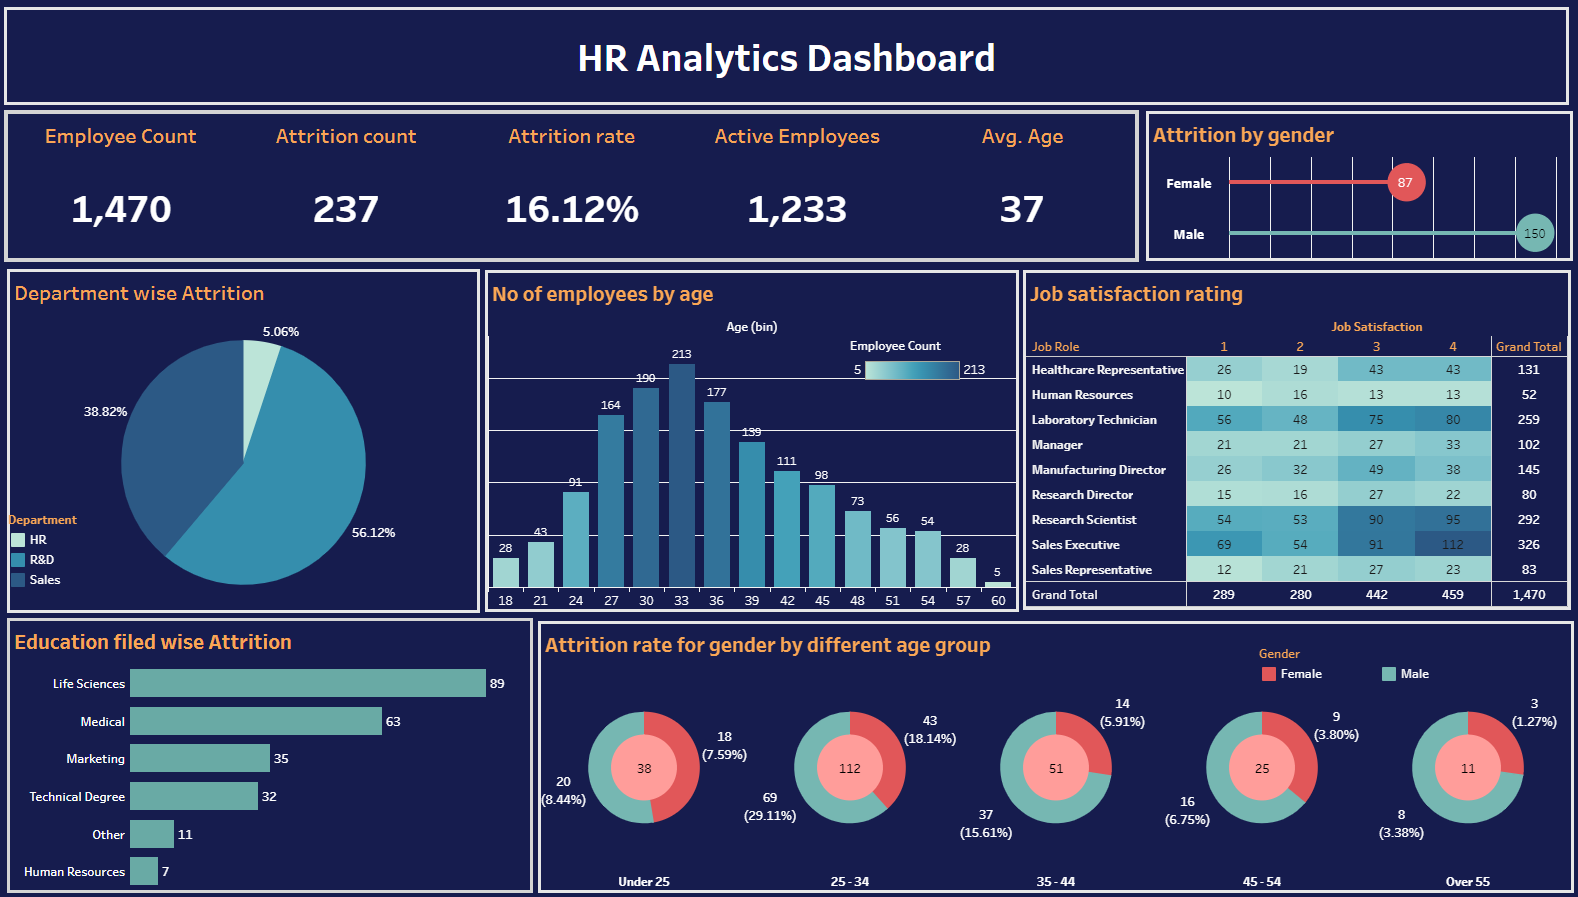 HR Analytics Dashboard
Employee Count
Attrition count
Attrition rate
Active Employees
Avg. Age
1,470
237
16.12%
1,233
37
Attrition by gender
Female
87
Male
150
Department wise Attrition
5.06%
38.82%
56.12%
Department
HR
R&D
Sales
No of employees by age
Age (bin)
Employee Count
5
213
28
43
91
164
190
213
177
139
111
98
73
56
54
28
5
18 21 24 27 30 33 36 39 42 45 48 51 54 57 60
Job satisfaction rating
Job Satisfaction
Job Role 1 2 3 4 Grand Total
Healthcare Representative 26 19 43 43 131
Human Resources 10 16 13 13 52
Laboratory Technician 56 48 75 80 259
Manager 21 21 27 33 102
Manufacturing Director 26 32 49 38 145
Research Director 15 16 27 22 80
Research Scientist 54 53 90 95 292
Sales Executive 69 54 91 112 326
Sales Representative 12 21 27 23 83
Grand Total 289 280 442 459 1,470
Education filed wise Attrition
Life Sciences 89
Medical 63
Marketing 35
Technical Degree 32
Other 11
Human Resources 7
Attrition rate for gender by different age group
Gender
Female
Male
18
(7.59%)
38
20
(8.44%)
Under 25
43
(18.14%)
112
69
(29.11%)
25 - 34
14
(5.91%)
51
37
(15.61%)
35 - 44
9
(3.80%)
25
16
(6.75%)
45 - 54
3
(1.27%)
11
8
(3.38%)
Over 55